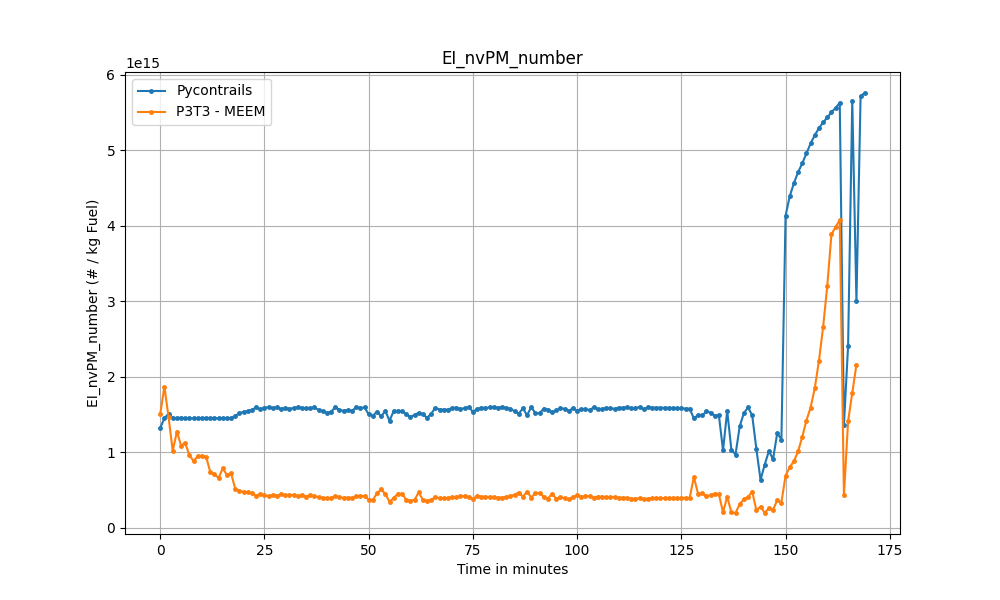 EI_nvPM_number
1e15
Pycontrails
P3T3 - MEEM
6
5
4
3
2
1
0
EI_nvPM_number (# / kg Fuel)
0 25 50 75 100 125 150 175
Time in minutes